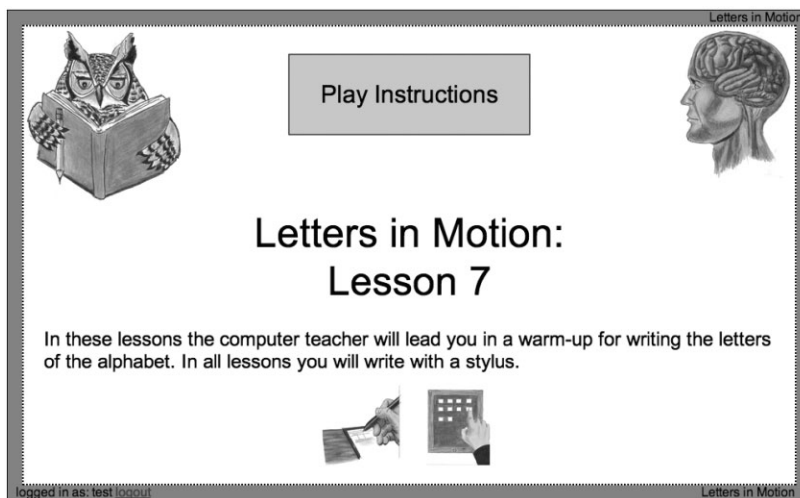 Letters in Motion
Play Instructions
Letters in Motion:
Lesson 7
In these lessons the computer teacher will lead you in a warm-up for writing the letters
of the alphabet. In all lessons you will write with a stylus.
logged in as: test logout
Letters in Motion